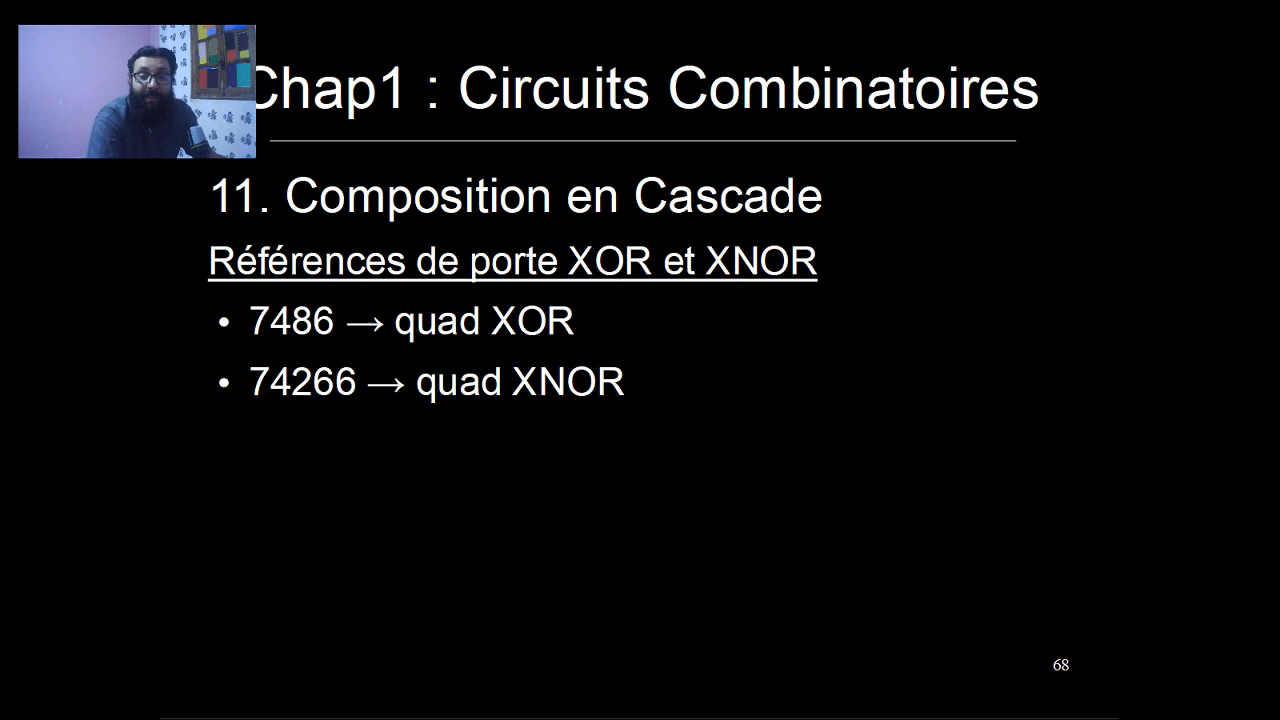 Chap1 : Circuits Combinatoires
11. Composition en Cascade
Références de porte XOR et XNOR
• 7486 → quad XOR
• 74266 → quad XNOR
68